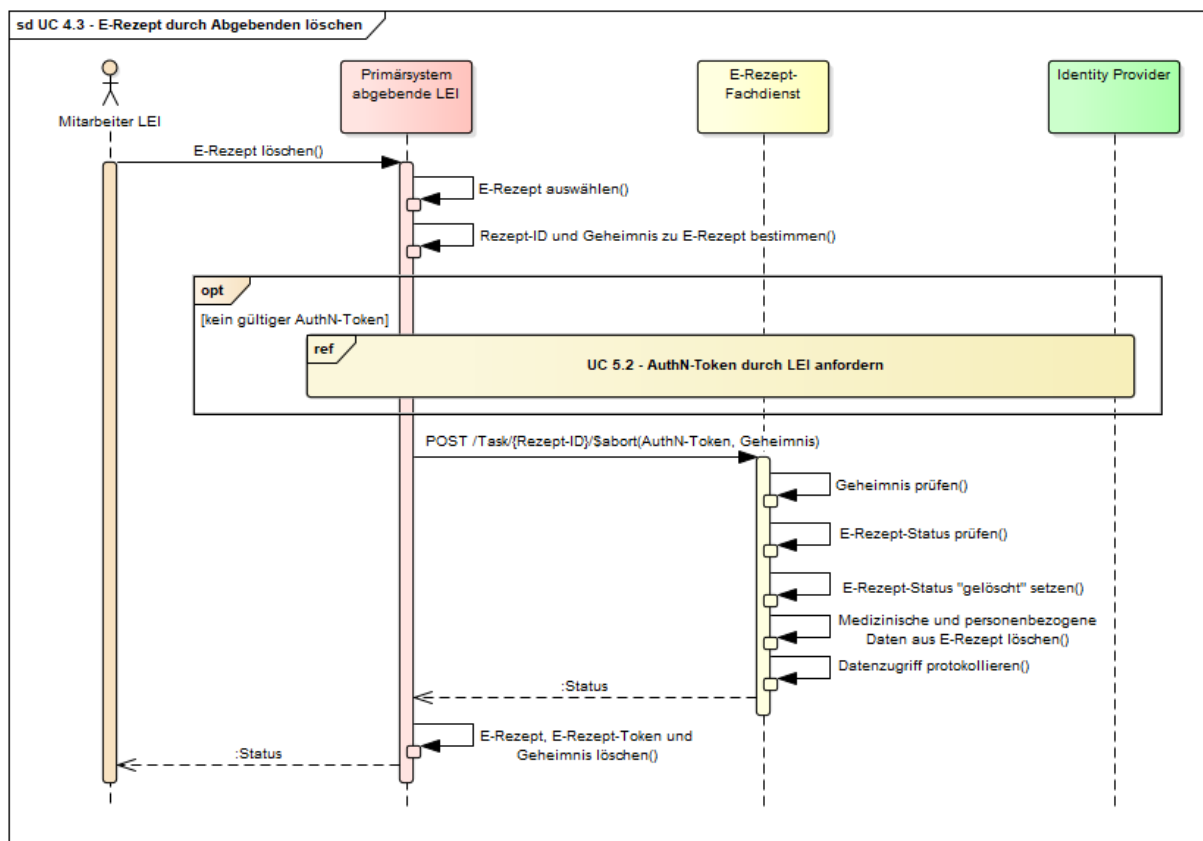 sd UC 4.3 - E-Rezept durch Abgebenden löschen
Mitarbeiter LEI
Primärsystem
abgebende LEI
E-Rezept-
Fachdienst
Identity Provider
E-Rezept löschen()
E-Rezept auswählen()
Rezept-ID und Geheimnis zu E-Rezept bestimmen()
opt
[kein gültiger AuthN-Token]
ref
UC 5.2 - AuthN-Token durch LEI anfordern
POST /Task/{Rezept-ID}/$abort(AuthN-Token, Geheimnis)
Geheimnis prüfen()
E-Rezept-Status prüfen()
E-Rezept-Status "gelöscht" setzen()
Medizinische und personenbezogene
Daten aus E-Rezept löschen()
Datenzugriff protokollieren()
:Status
E-Rezept, E-Rezept-Token und
Geheimnis löschen()
:Status